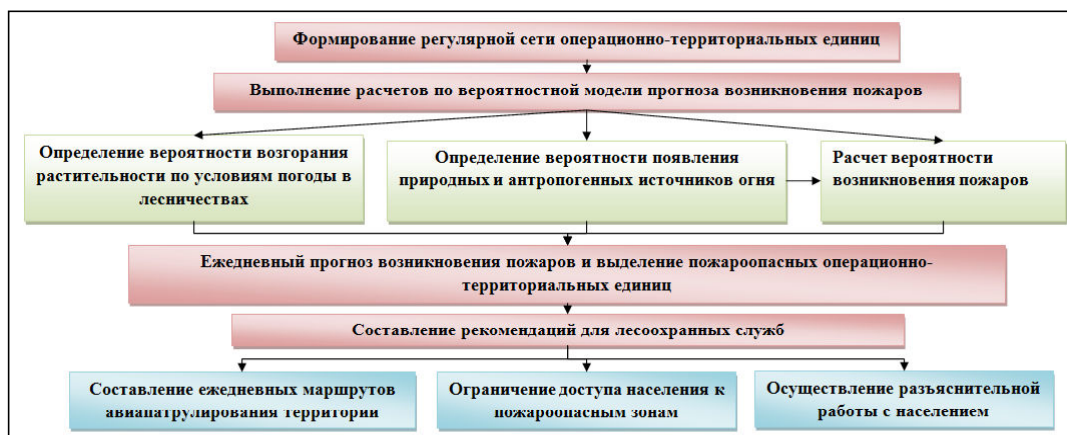 Формирование регулярной сети операционно-территориальных единиц
Выполнение расчетов по вероятностной модели прогноза возникновения пожаров
Определение вероятности возгорания
растительности по условиям погоды в
лесничествах
Определение вероятности появления
природных и антропогенных источников огня
Расчет вероятности
возникновения пожаров
Ежедневный прогноз возникновения пожаров и выделение пожароопасных операционно-
территориальных единиц
Составление рекомендаций для лесоохранных служб
Составление ежедневных маршрутов
авиапатрулирования территории
Ограничение доступа населения к
пожароопасным зонам
Осуществление разъяснительной
работы с населением